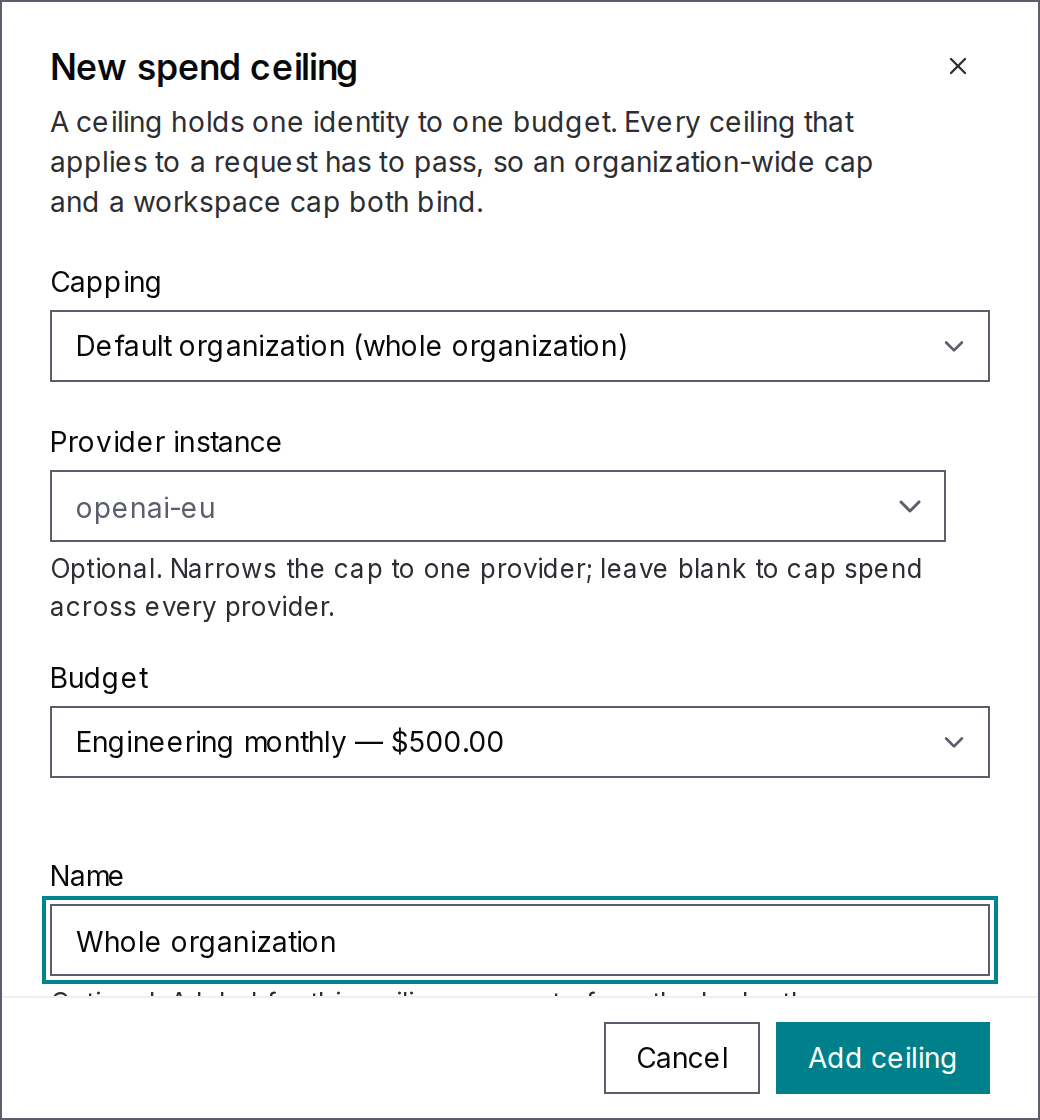 New spend ceiling
A ceiling holds one identity to one budget. Every ceiling that
applies to a request has to pass, so an organization-wide cap
and a workspace cap both bind.
Capping
Default organization (whole organization)
Provider instance
openai-eu
Optional. Narrows the cap to one provider; leave blank to cap spend
across every provider.
Budget
Engineering monthly — $500.00
Name
Whole organization
Cancel
Add ceiling